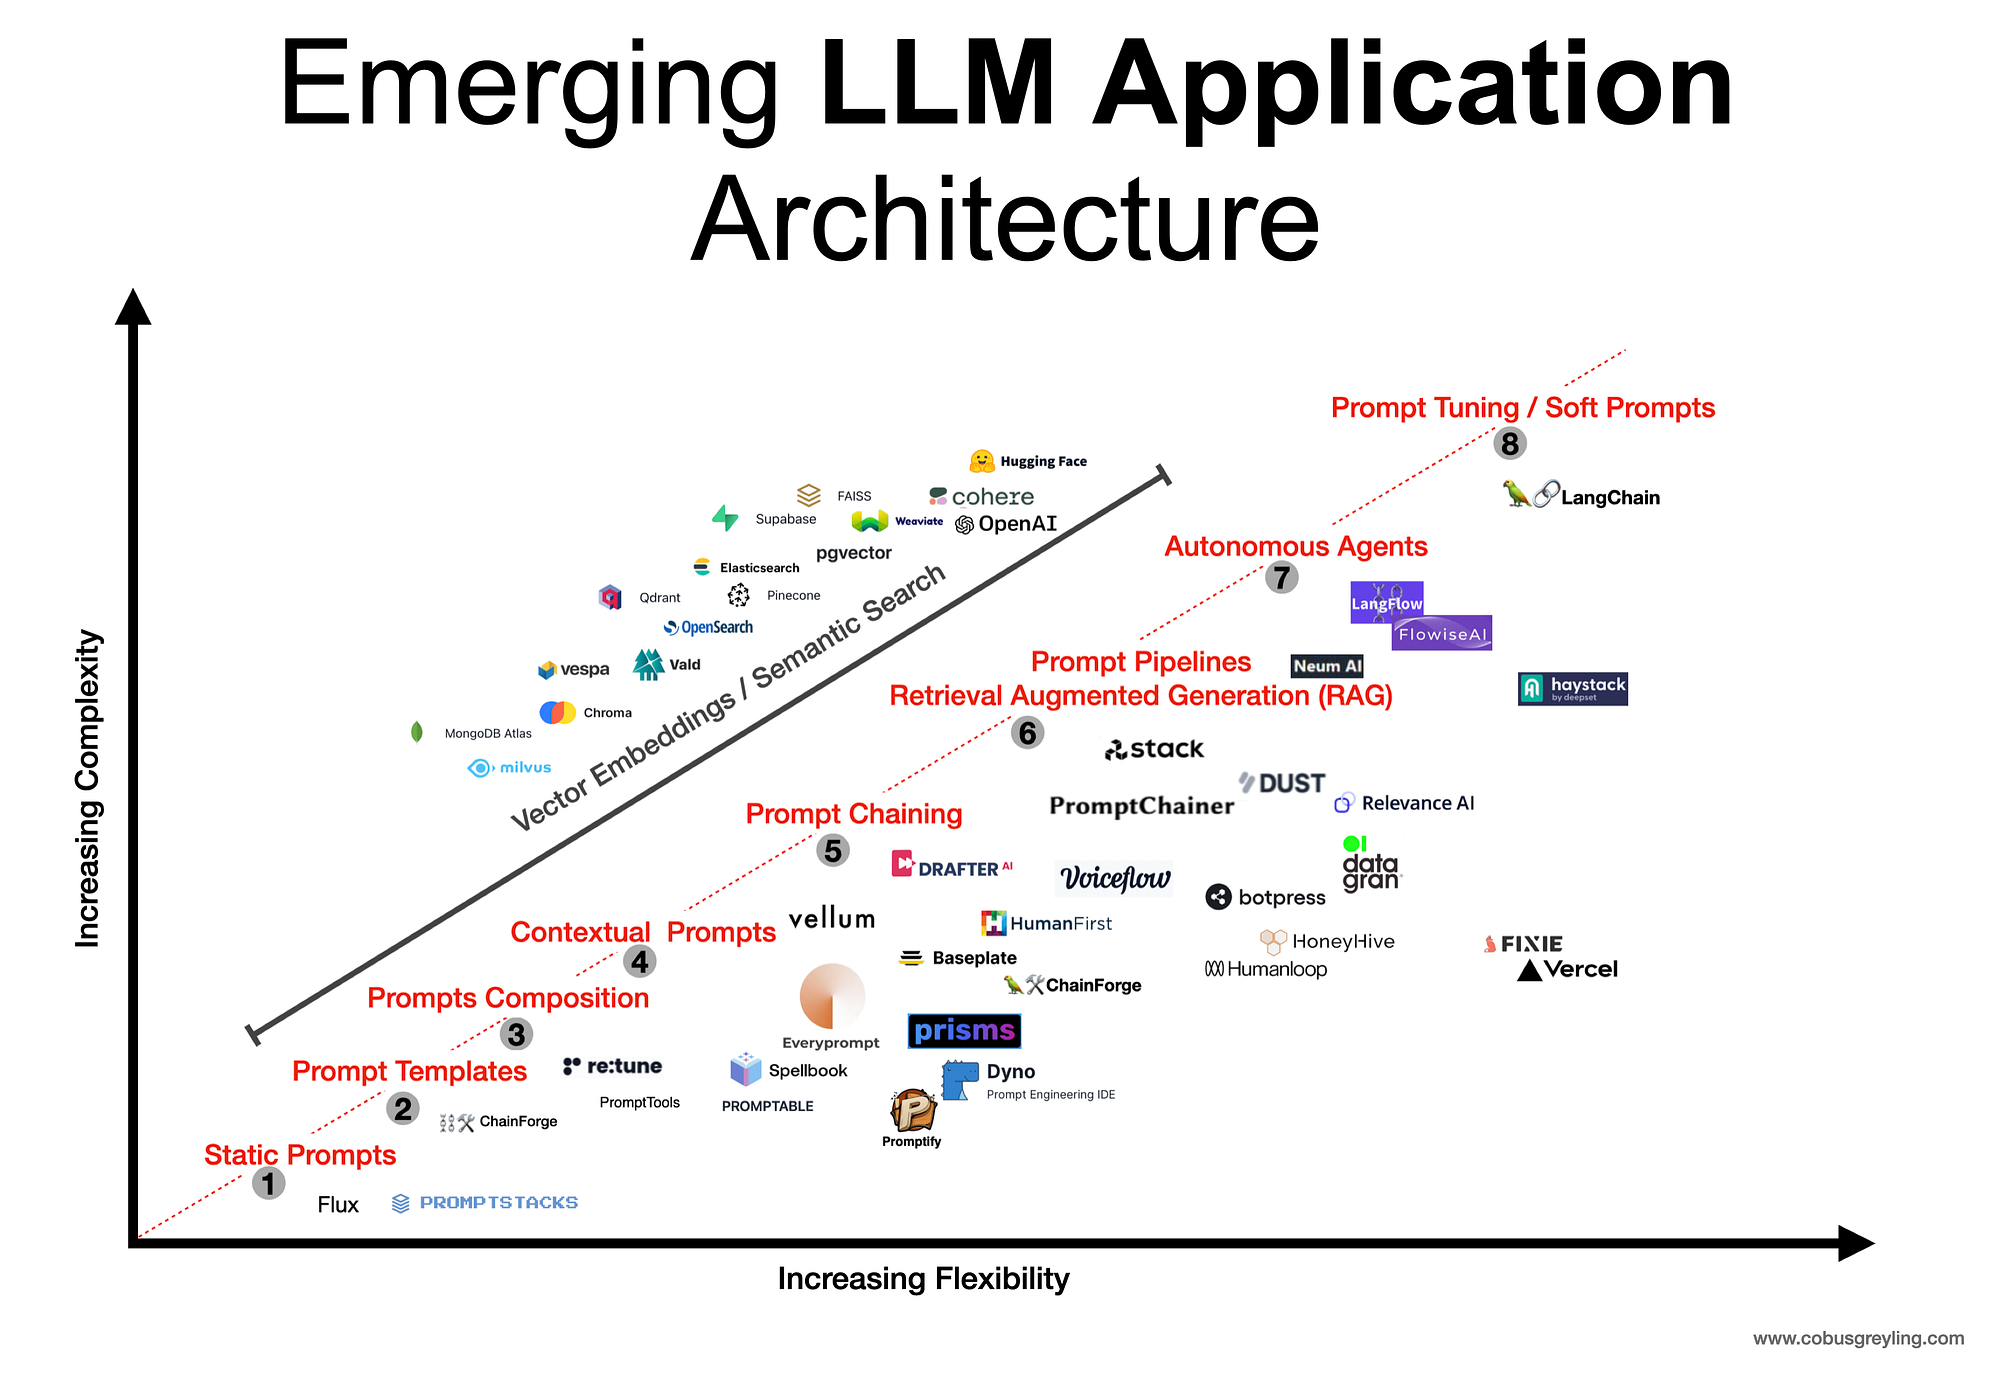 Emerging LLM Application
Architecture
Increasing Complexity
Prompt Tuning / Soft Prompts
8
LangChain
Hugging Face
FAISS
cohere
Supabase
Weaviate
OpenAI
pgvector
Elasticsearch
Qdrant
Pinecone
OpenSearch
vespa
Vald
Chroma
MongoDB Atlas
milvus
Vector Embeddings / Semantic Search
Autonomous Agents
7
LangFlow
FlowiseAI
Prompt Pipelines
Neum AI
Retrieval Augmented Generation (RAG)
haystack
by deepset
6
stack
DUST
PromptChainer
Relevance AI
Prompt Chaining
5
DRAFTER AI
Voiceflow
data
gran
botpress
vellum
HumanFirst
Contextual Prompts
4
HoneyHive
FIXIE
Baseplate
Humanloop
Vercel
ChainForge
Prompts Composition
3
Everyprompt
prisms
Prompt Templates
2
re:tune
Spellbook
Dyno
Prompt Engineering IDE
PromptTools
PROMPTABLE
P
Promptify
ChainForge
Static Prompts
1
Flux
PROMPTSTACKS
Increasing Flexibility
www.cobusgreyling.com